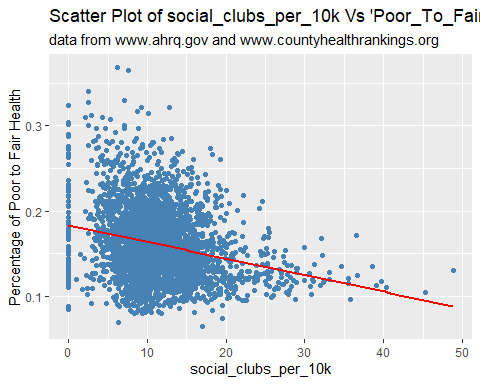 Scatter Plot of social_clubs_per_10k Vs 'Poor_To_Fair
data from www.ahrq.gov and www.countyhealthrankings.org
Percentage of Poor to Fair Health
0.3
0.2
0.1
0
10
20
30
40
50
social_clubs_per_10k